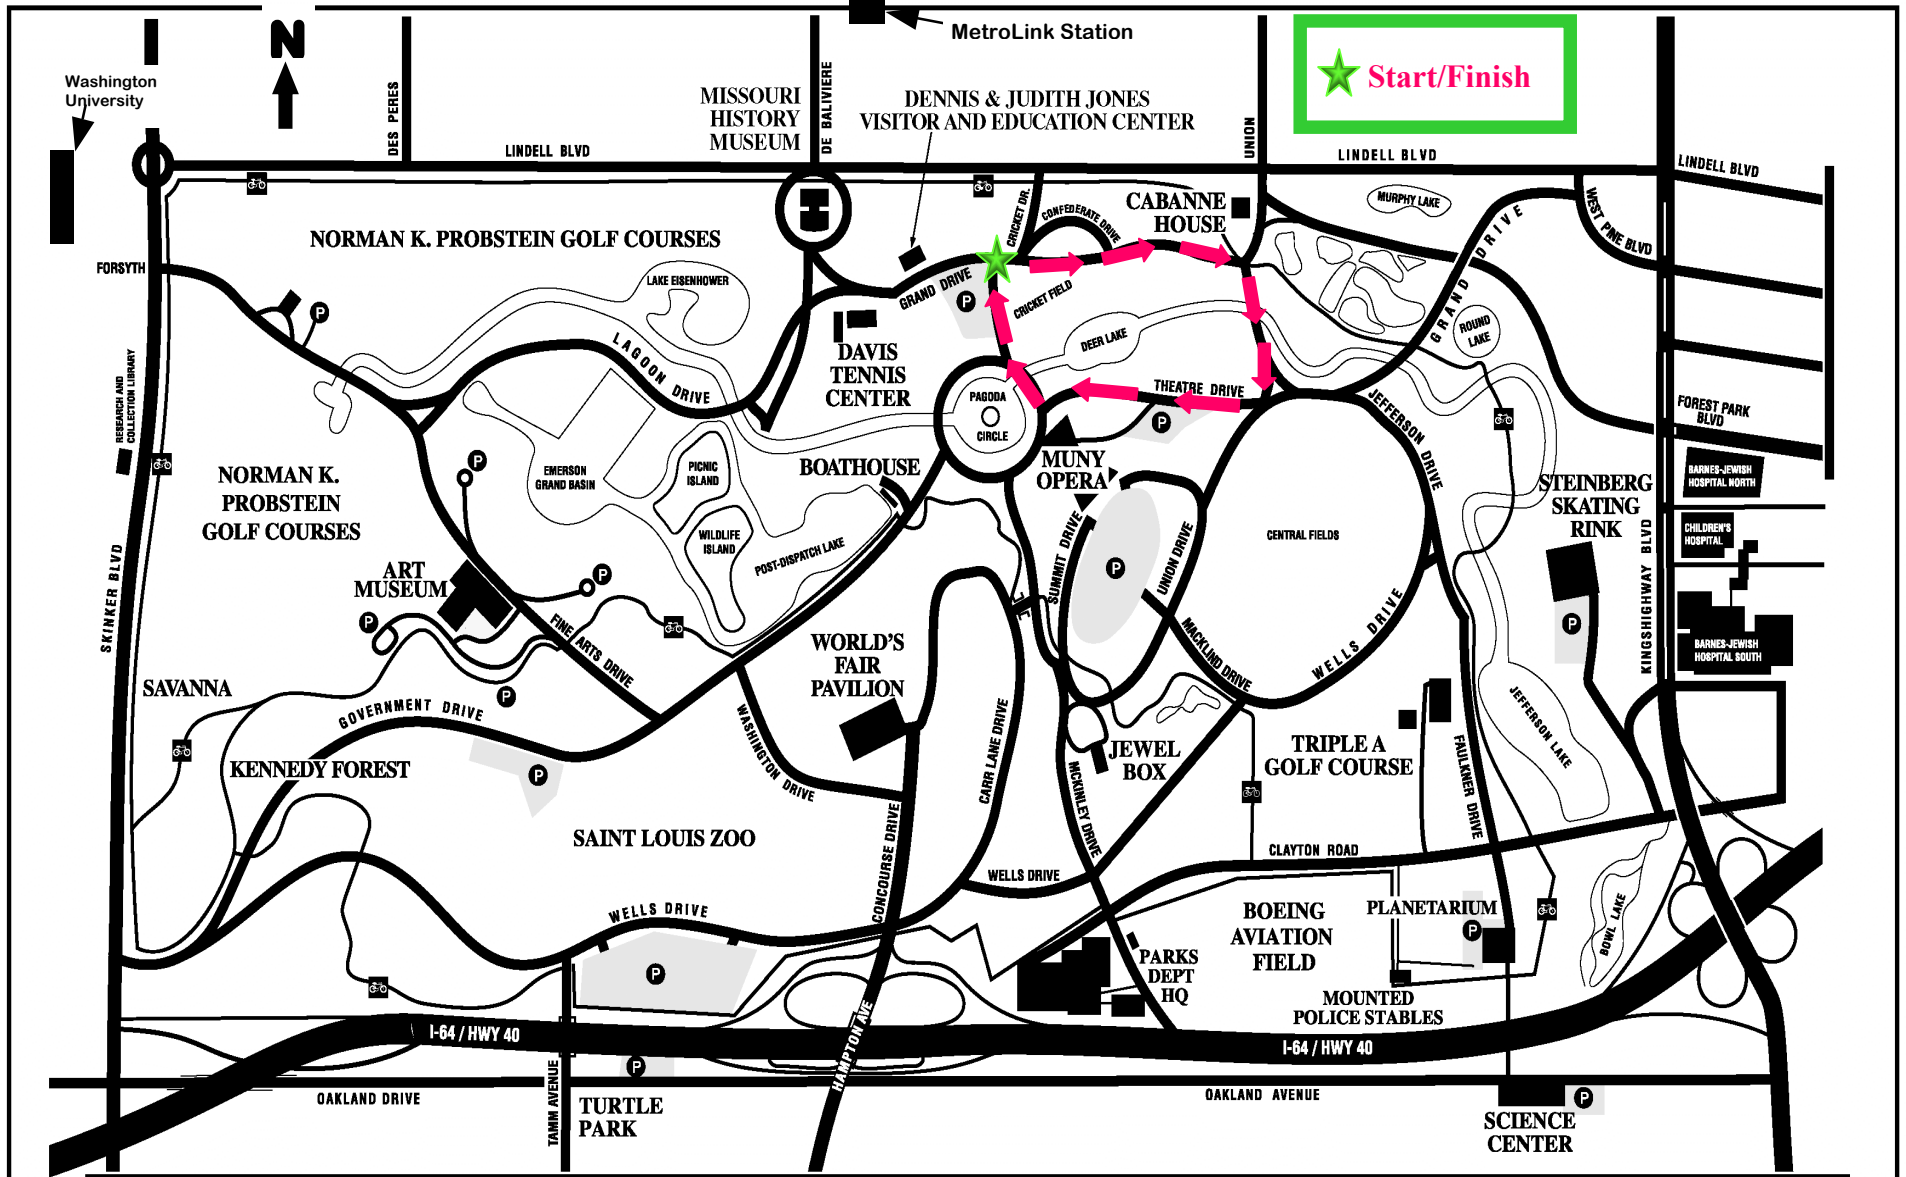 MetroLink Station
N
Washington
University
DES PERES
MISSOURI
HISTORY
MUSEUM
DE BALIVIERE
DENNIS & JUDITH JONES
VISITOR AND EDUCATION CENTER
UNION
Start/Finish
LINDELL BLVD
LINDELL BLVD
LINDELL BLVD
CRICKET DR.
CONFEDERATE DRIVE
CABANNE
HOUSE
MURPHY LAKE
WEST PINE BLVD
NORMAN K. PROBSTEIN GOLF COURSES
FORSYTH
LAKE EISENHOWER
GRAND DRIVE
P
CRICKET FIELD
GRAND DRIVE
ROUND
LAKE
P
LAGOON DRIVE
DAVIS
TENNIS
CENTER
DEER LAKE
THEATRE DRIVE
PAGODA
CIRCLE
P
JEFFERSON DRIVE
FOREST PARK
BLVD
RESEARCH AND
COLLECTION LIBRARY
NORMAN K.
PROBSTEIN
GOLF COURSES
P
EMERSON
GRAND BASIN
PICNIC
ISLAND
BOATHOUSE
MUNY
OPERA
STEINBERG
SKATING
RINK
BARNES-JEWISH
HOSPITAL NORTH
CHILDREN'S
HOSPITAL
WILDLIFE
ISLAND
POST-DISPATCH LAKE
SUMMIT DRIVE
P
UNION DRIVE
CENTRAL FIELDS
KINGSHIGHWAY BLVD
SKINKER BLVD
ART
MUSEUM
P
P
FINE ARTS DRIVE
WORLD'S
FAIR
PAVILION
MACKLIND DRIVE
WELLS DRIVE
P
BARNES-JEWISH
HOSPITAL SOUTH
SAVANNA
P
GOVERNMENT DRIVE
WASHINGTON DRIVE
CARR LANE DRIVE
JEWEL
BOX
MCKINLEY DRIVE
TRIPLE A
GOLF COURSE
FAULKNER DRIVE
JEFFERSON LAKE
KENNEDY FOREST
P
SAINT LOUIS ZOO
CONCOURSE DRIVE
CLAYTON ROAD
WELLS DRIVE
WELLS DRIVE
BOEING
AVIATION
FIELD
PLANETARIUM
P
BOWL LAKE
P
PARKS
DEPT
HQ
MOUNTED
POLICE STABLES
I-64 / HWY 40
I-64 / HWY 40
HAMPTON AVE
TAMM AVENUE
P
OAKLAND DRIVE
OAKLAND AVENUE
P
TURTLE
PARK
SCIENCE
CENTER